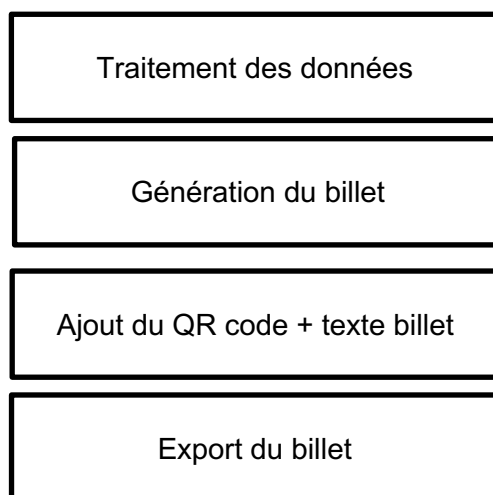 Traitement des données
Génération du billet
Ajout du QR code + texte billet
Export du billet